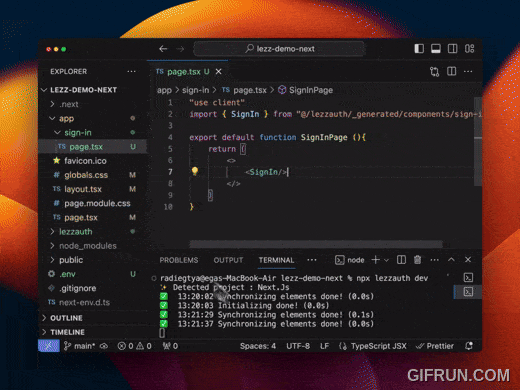 lezz-demo-next
EXPLORER
page.tsx U
LEZZ-DEMO-NEXT
app > sign-in > page.tsx > SignInPage
.next
app
sign-in
page.tsx U
favicon.ico
globals.css M
layout.tsx M
page.module.css
page.tsx M
lezzauth
node_modules
public
.env U
.gitignore
next-env.d.ts
OUTLINE
TIMELINE
1 "use client"
2 import { SignIn } from "@/lezzauth/_generated/components/sign-i
3
4 export default function SignInPage (){
5 return (
6 <>
7 <SignIn/>
8 </>
9 )
10 }
PROBLEMS OUTPUT TERMINAL ... node
radiegtya@egas-MacBook-Air lezz-demo-next % npx lezzauth dev
Detected project : Next.Js
13:20:02 Synchronizing elements done! (0.0s)
13:20:03 Initializing done! (0.0s)
13:21:29 Synchronizing elements done! (0.1s)
13:21:37 Synchronizing elements done! (0.0s)
main* 0 0 0 Spaces: 4 UTF-8 LF TypeScript JSX Prettier
GIFRUN.COM